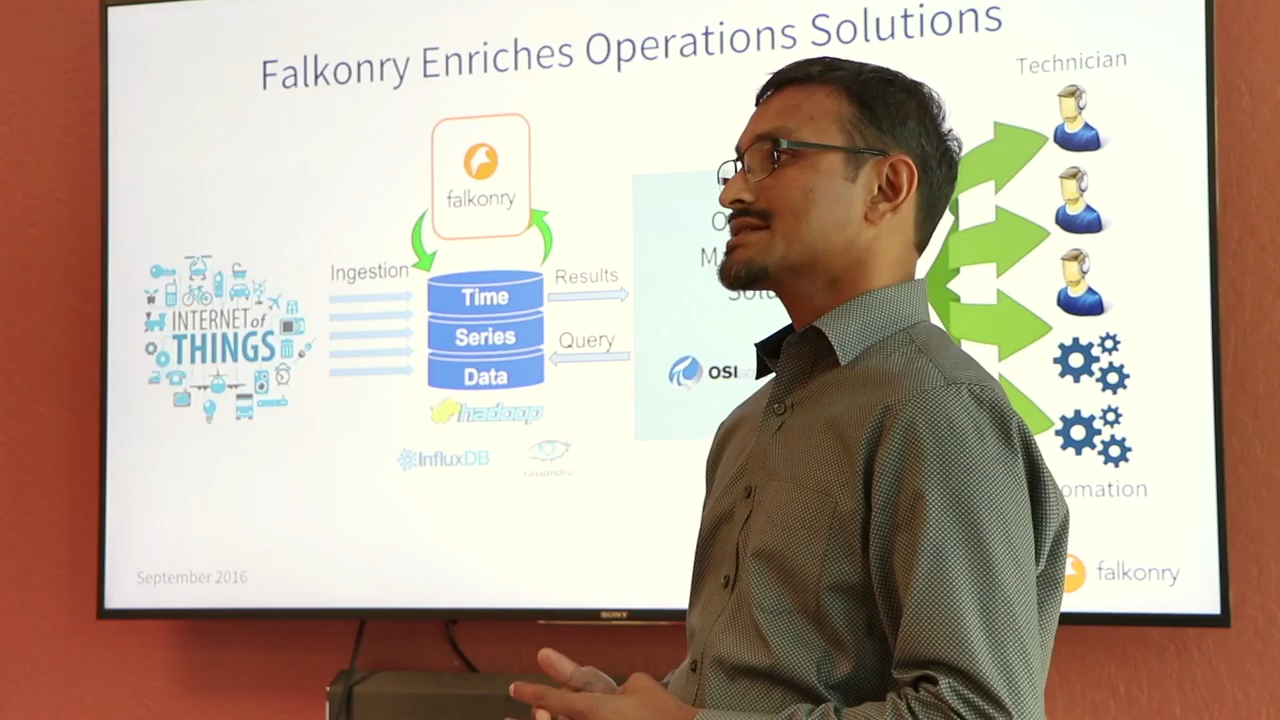 Falkonry Enriches Operations Solutions
Technician
falkonry
Ingestion
Results
INTERNET of
THINGS
Time
Series
Data
Query
OSI
hadoop
InfluxDB
cassandra
September 2016
falkonry
SONY